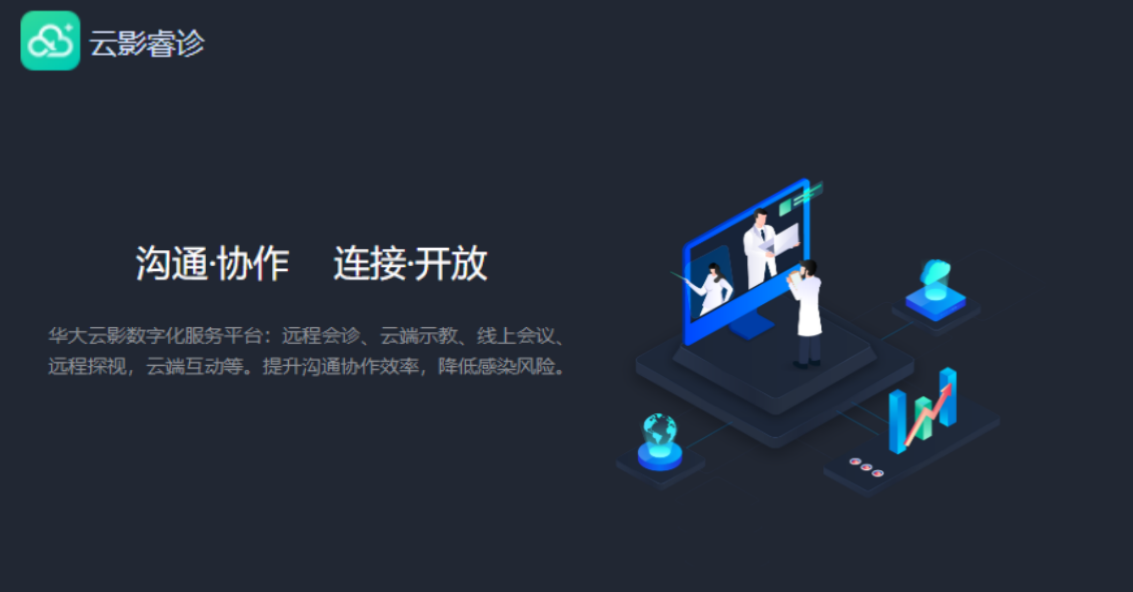 云影睿诊
沟通·协作 连接·开放
华大云影数字化服务平台：远程会诊、云端示教、线上会议、
远程探视，云端互动等。提升沟通协作效率，降低感染风险。